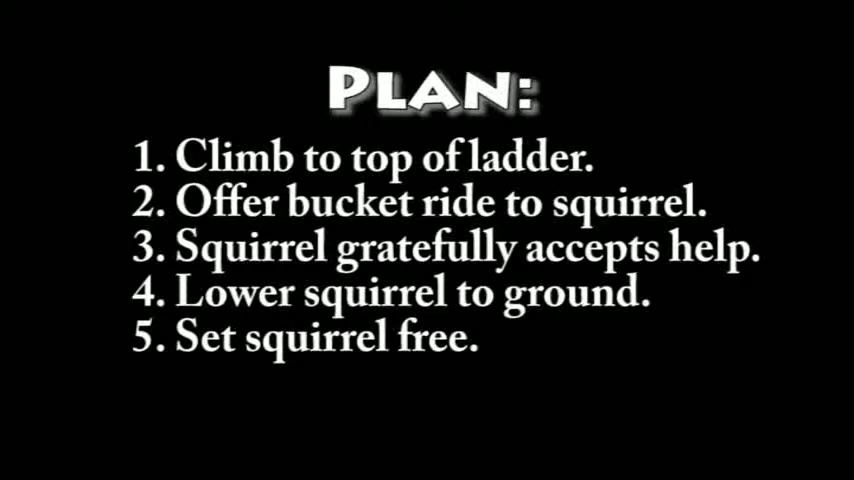 PLAN:
1. Climb to top of ladder.
2. Offer bucket ride to squirrel.
3. Squirrel gratefully accepts help.
4. Lower squirrel to ground.
5. Set squirrel free.